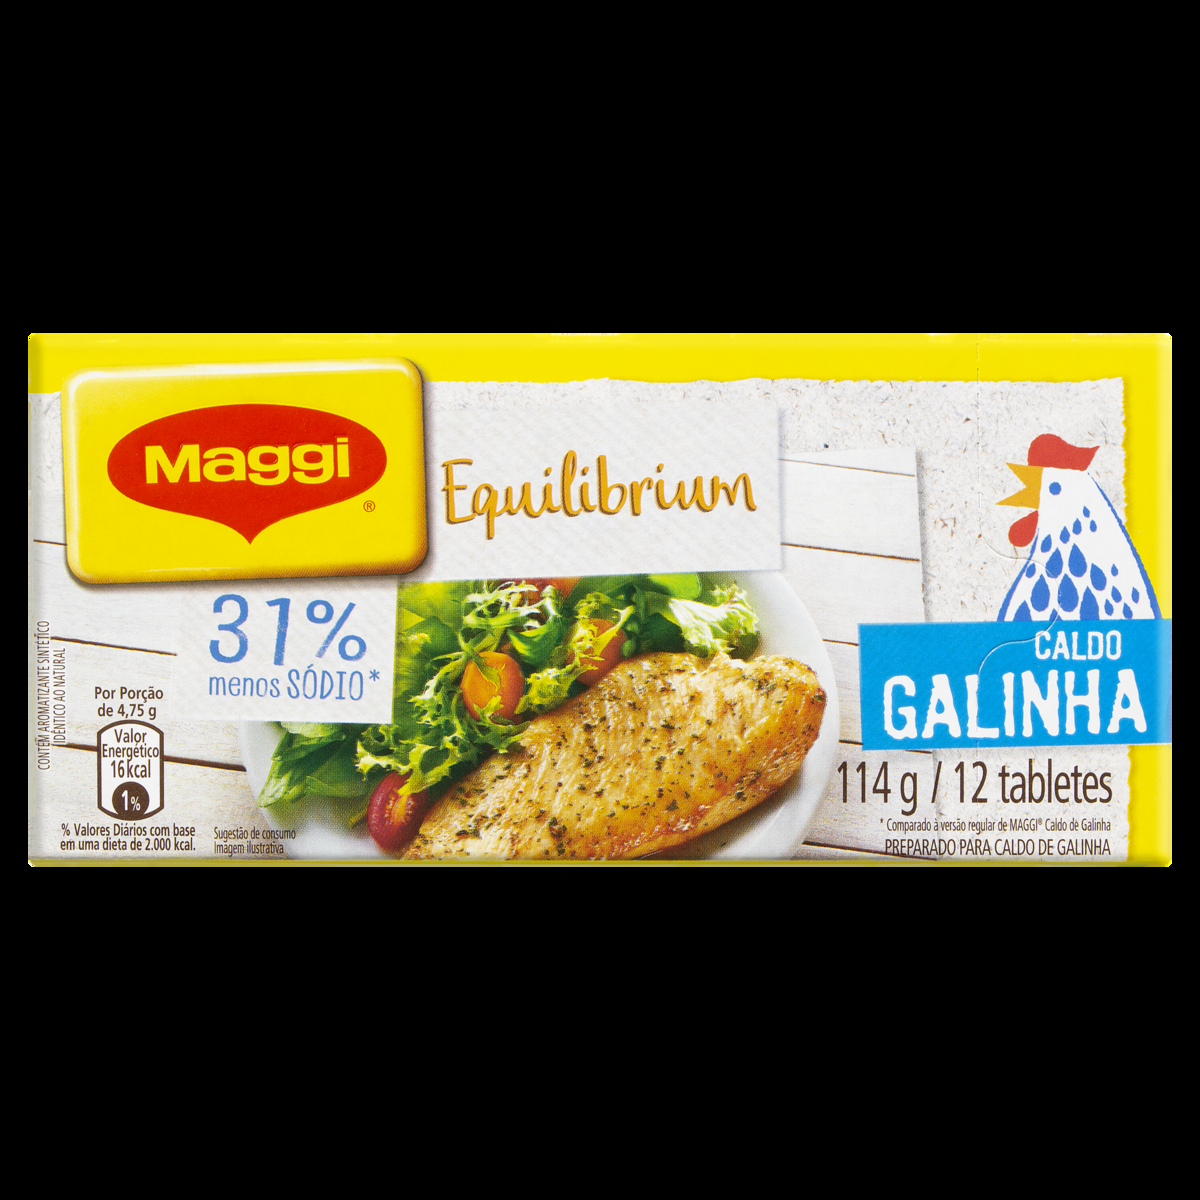 Maggi
®
Equilibrium
31%
menos SÓDIO*
CONTÉM AROMATIZANTE SINTÉTICO
IDÊNTICO AO NATURAL
Por Porção
de 4,75 g
Valor
Energético
16 kcal
1%
% Valores Diários com base
em uma dieta de 2.000 kcal.
Sugestão de consumo
Imagem ilustrativa
CALDO
GALINHA
114 g / 12 tabletes
* Comparado à versão regular de MAGGI® Caldo de Galinha
PREPARADO PARA CALDO DE GALINHA